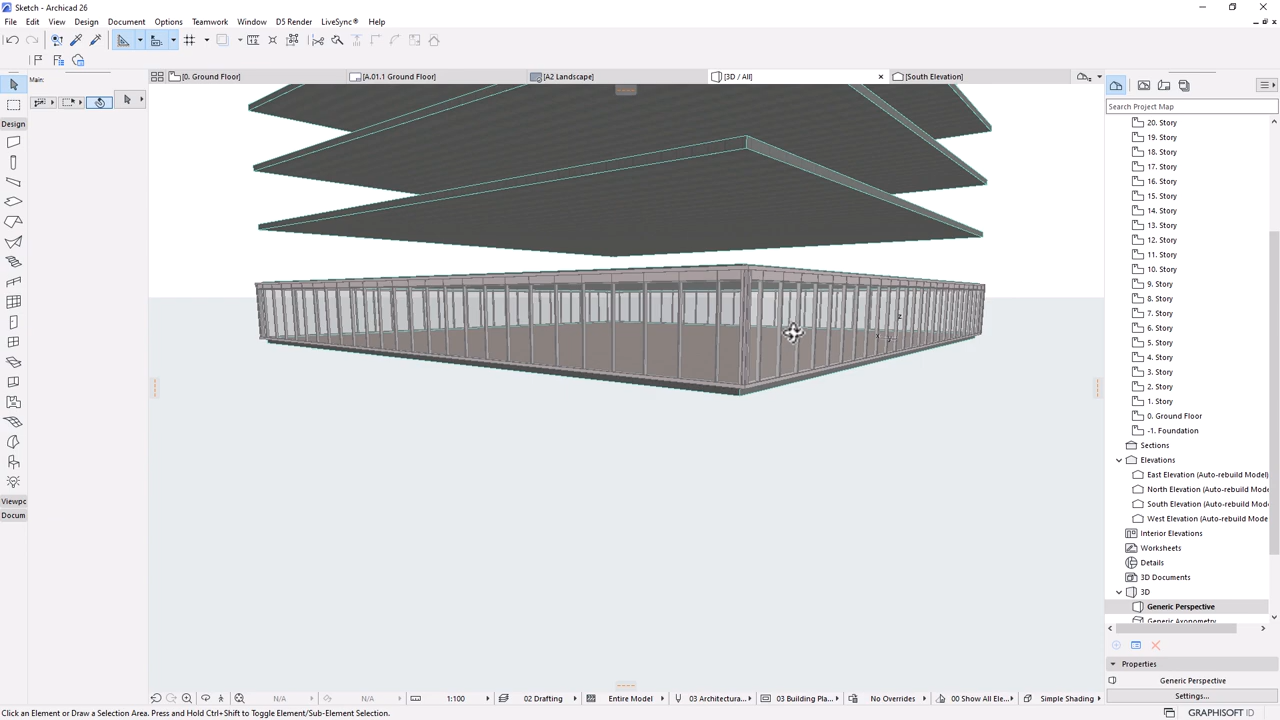 Sketch - Archicad 26
File Edit View Design Options Teamwork Document Window D5 Render LiveSync® Help
Main:
[0. Ground Floor]
[A.01.1 Ground Floor]
[A2 Landscape]
[3D / All]
[South Elevation]
Design
Viewpc
Docum
Search Project Map
20. Story
19. Story
18. Story
17. Story
16. Story
15. Story
14. Story
13. Story
12. Story
11. Story
10. Story
9. Story
8. Story
7. Story
6. Story
5. Story
4. Story
3. Story
2. Story
1. Story
0. Ground Floor
-1. Foundation
Sections
Elevations
East Elevation (Auto-rebuild Model)
North Elevation (Auto-rebuild Mode
South Elevation (Auto-rebuild Mode
West Elevation (Auto-rebuild Mode
Interior Elevations
Worksheets
Details
3D Documents
3D
Generic Perspective
Generic Axonometry
Properties
Generic Perspective
Settings...
z
N/A
N/A
1:100
02 Drafting
Entire Model
03 Architectura...
03 Building Pla...
No Overrides
00 Show All Ele...
Simple Shading
Click an Element or Draw a Selection Area. Press and Hold Ctrl+Shift to Toggle Element/Sub-Element Selection.
GRAPHISOFT ID